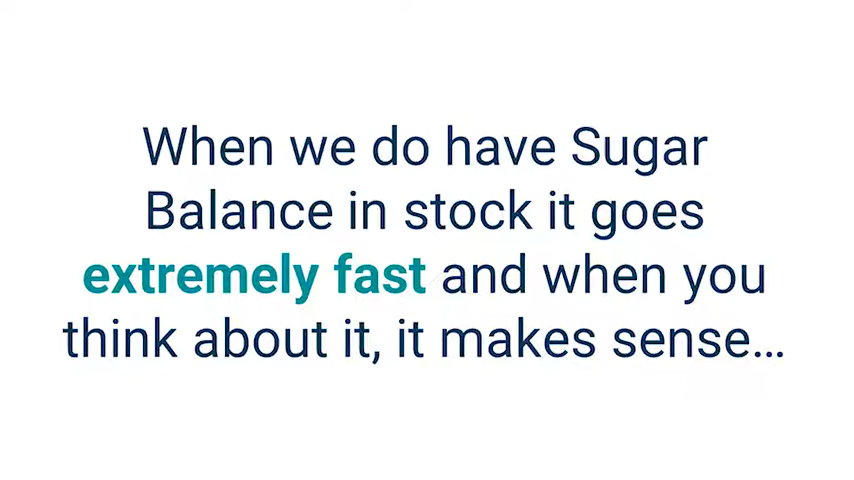 When we do have Sugar
Balance in stock it goes
extremely fast and when you
think about it, it makes sense...